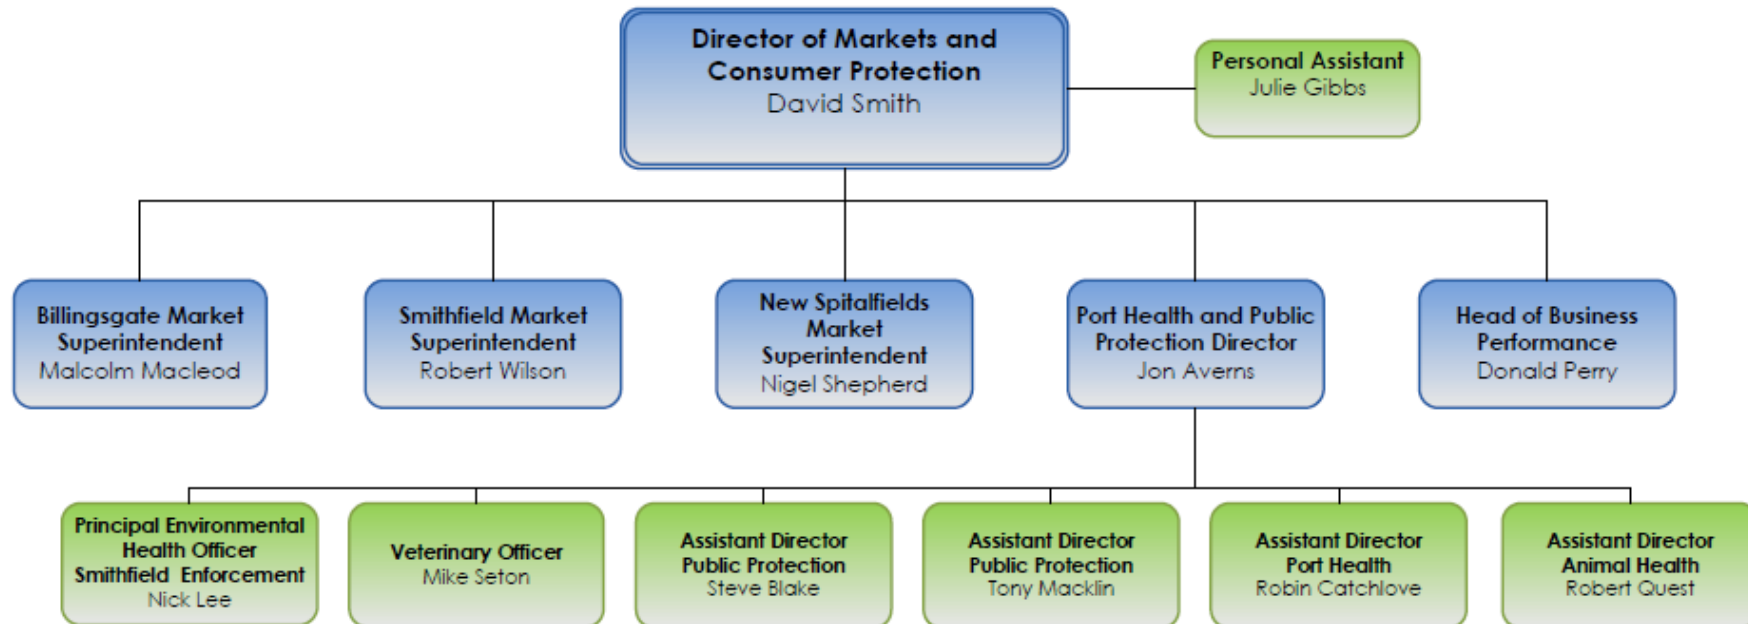 Director of Markets and
Consumer Protection
David Smith
Personal Assistant
Julie Gibbs
Billingsgate Market
Superintendent
Malcolm Macleod
Smithfield Market
Superintendent
Robert Wilson
New Spitalfields
Market
Superintendent
Nigel Shepherd
Port Health and Public
Protection Director
Jon Averns
Head of Business
Performance
Donald Perry
Principal Environmental
Health Officer
Smithfield Enforcement
Nick Lee
Veterinary Officer
Mike Seton
Assistant Director
Public Protection
Steve Blake
Assistant Director
Public Protection
Tony Macklin
Assistant Director
Port Health
Robin Catchlove
Assistant Director
Animal Health
Robert Quest